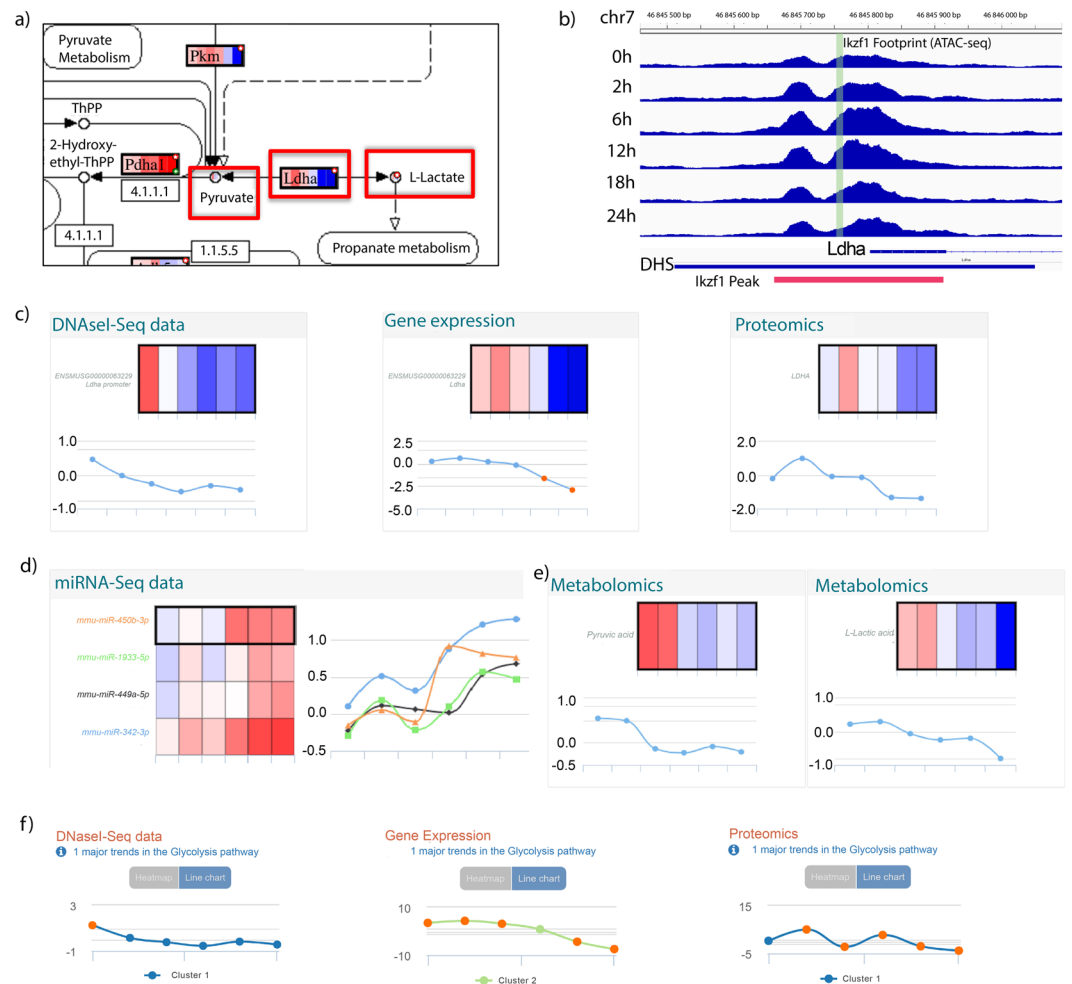 a)
Pyruvate
Metabolism
Pkm
ThPP
2-Hydroxy-
ethyl-ThPP
Pdha1
4.1.1.1
Pyruvate
Ldha
L-Lactate
4.1.1.1
1.1.5.5
Propanate metabolism
b)
chr7
46 845 500 bp
46 845 600 bp
46 845 700 bp
46 845 800 bp
46 845 900 bp
46 846 000 bp
Ikzf1 Footprint (ATAC-seq)
0h
2h
6h
12h
18h
24h
Ldha
Ldha
DHS
Ikzf1 Peak
c)
DNAseI-Seq data
ENSMUSG00000063229
Ldha promoter
1.0
0.0
-1.0
Gene expression
ENSMUSG00000063229
Ldha
2.5
0.0
-2.5
-5.0
Proteomics
LDHA
2.0
0.0
-2.0
d)
miRNA-Seq data
mmu-miR-450b-3p
mmu-miR-1933-5p
mmu-miR-449a-5p
mmu-miR-342-3p
1.0
0.5
0.0
-0.5
e)
Metabolomics
Pyruvic acid
1.0
0.0
-0.5
Metabolomics
L-Lactic acid
1.0
0.0
-1.0
f)
DNaseI-Seq data
1 major trends in the Glycolysis pathway
Heatmap
Line chart
3
-1
Cluster 1
Gene Expression
1 major trends in the Glycolysis pathway
Heatmap
Line chart
10
-10
Cluster 2
Proteomics
1 major trends in the Glycolysis pathway
Heatmap
Line chart
15
-5
Cluster 1